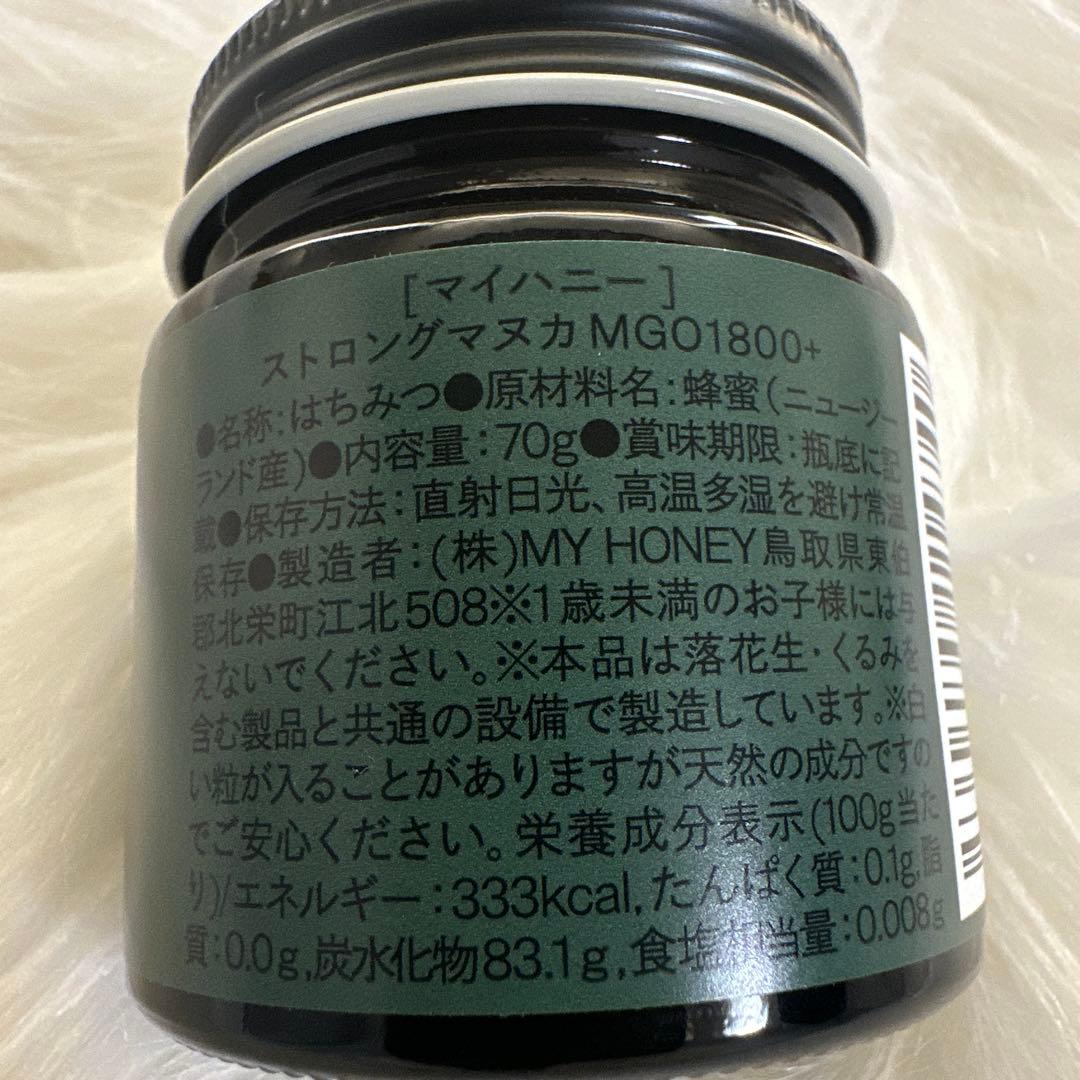 [マイハニー]
ストロングマヌカMGO1800+
●名称:はちみつ●原材料名:蜂蜜(ニュージー
ランド産)●内容量:70g●賞味期限:瓶底に記
載●保存方法:直射日光、高温多湿を避け常温
保存●製造者:(株)MY HONEY鳥取県東伯
郡北栄町江北508※1歳未満のお子様には与
えないでください。※本品は落花生・くるみを
含む製品と共通の設備で製造しています。※白
い粒が入ることがありますが天然の成分ですの
でご安心ください。栄養成分表示(100g当た
り)/エネルギー:333kcal,たんぱく質:0.1g,脂
質:0.0g,炭水化物83.1g,食塩相当量:0.008g